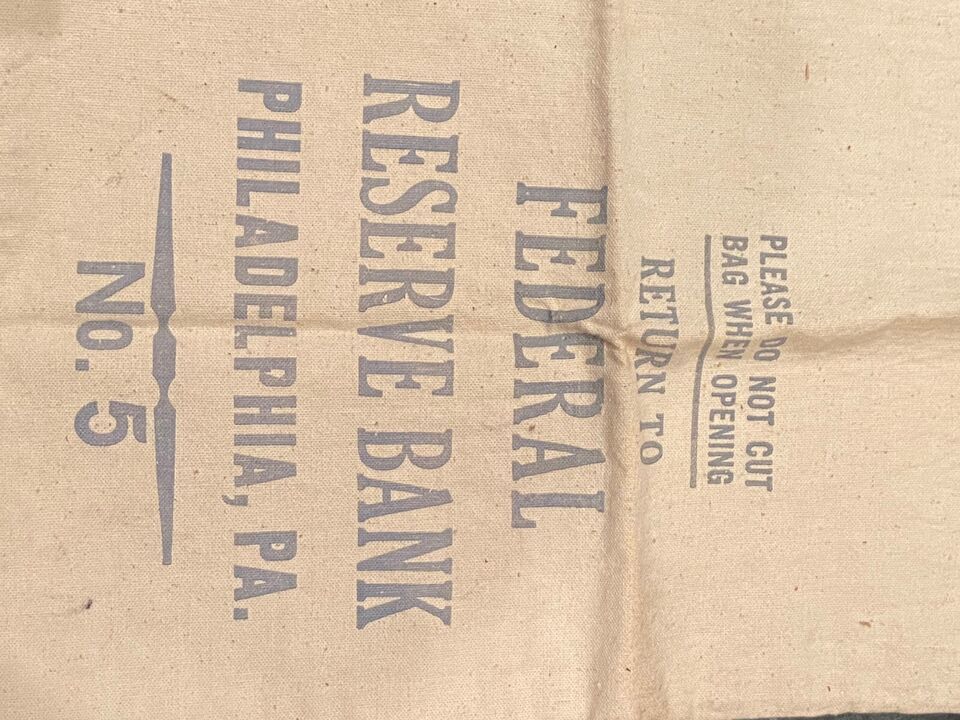 PLEASE DO NOT CUT
BAG WHEN OPENING
RETURN TO
FEDERAL
RESERVE BANK
PHILADELPHIA, PA.
No. 5